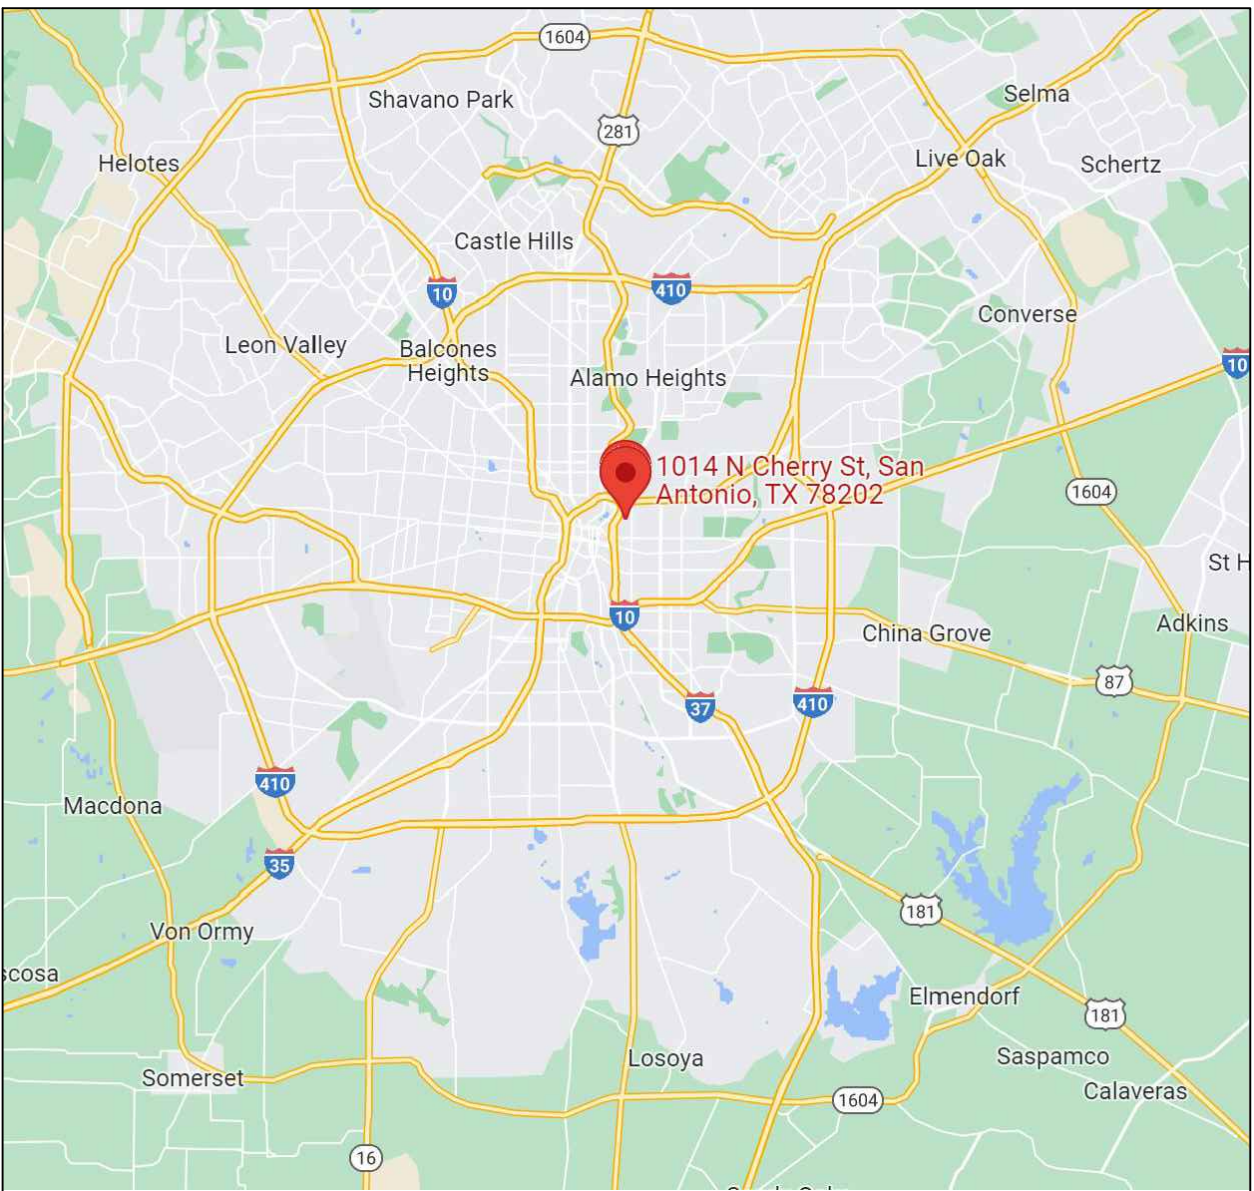 1604
Shavano Park
Selma
281
Helotes
Live Oak
Schertz
Castle Hills
10
410
Converse
Leon Valley
Balcones
Heights
10
Alamo Heights
1014 N Cherry St, San
Antonio, TX 78202
1604
St H
10
Adkins
China Grove
87
37
410
410
Macdona
35
181
Von Ormy
scosa
Elmendorf
181
Losoya
Saspamco
Somerset
Calaveras
1604
16